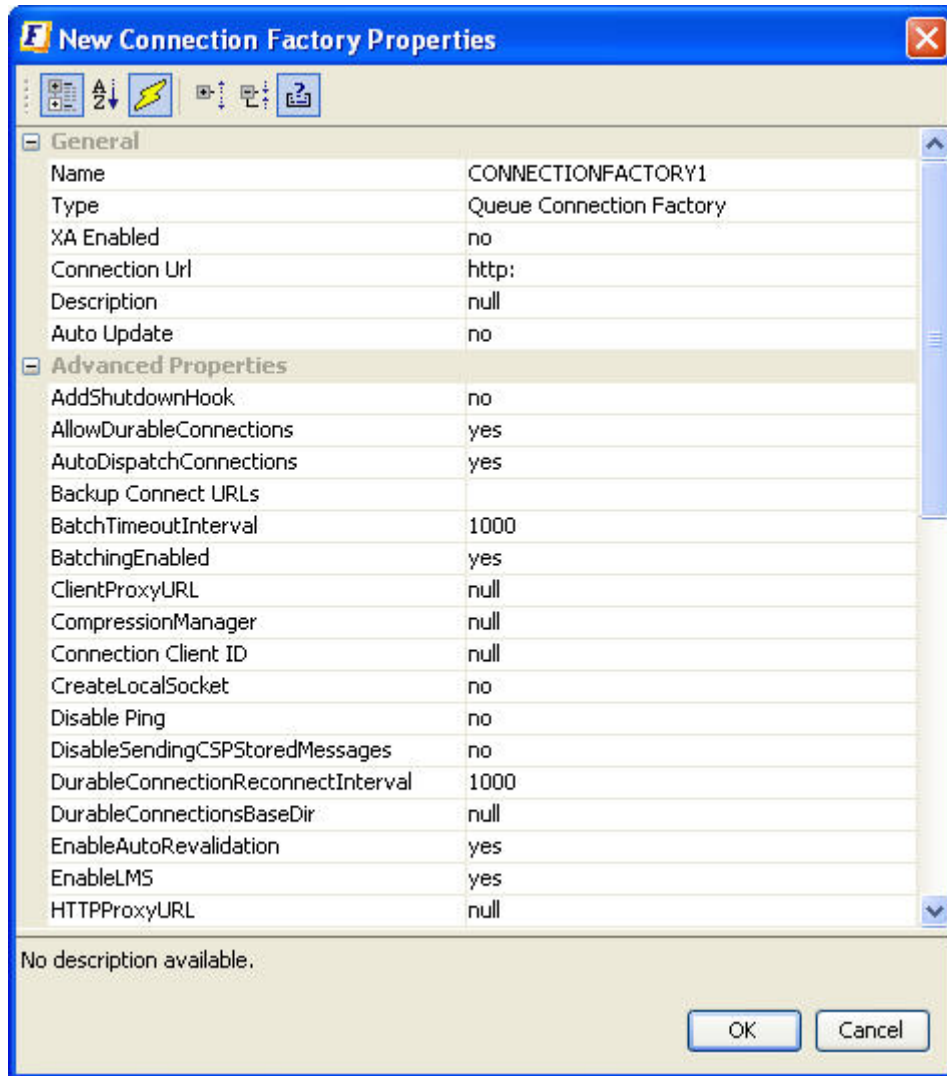 New Connection Factory Properties
General
Name CONNECTIONFACTORY1
Type Queue Connection Factory
XA Enabled no
Connection Url http:
Description null
Auto Update no
Advanced Properties
AddShutdownHook no
AllowDurableConnections yes
AutoDispatchConnections yes
Backup Connect URLs
BatchTimeoutInterval 1000
BatchingEnabled yes
ClientProxyURL null
CompressionManager null
Connection Client ID null
CreateLocalSocket no
Disable Ping no
DisableSendingCSPStoredMessages no
DurableConnectionReconnectInterval 1000
DurableConnectionsBaseDir null
EnableAutoRevalidation yes
EnableLMS yes
HTTPProxyURL null
No description available.
OK Cancel